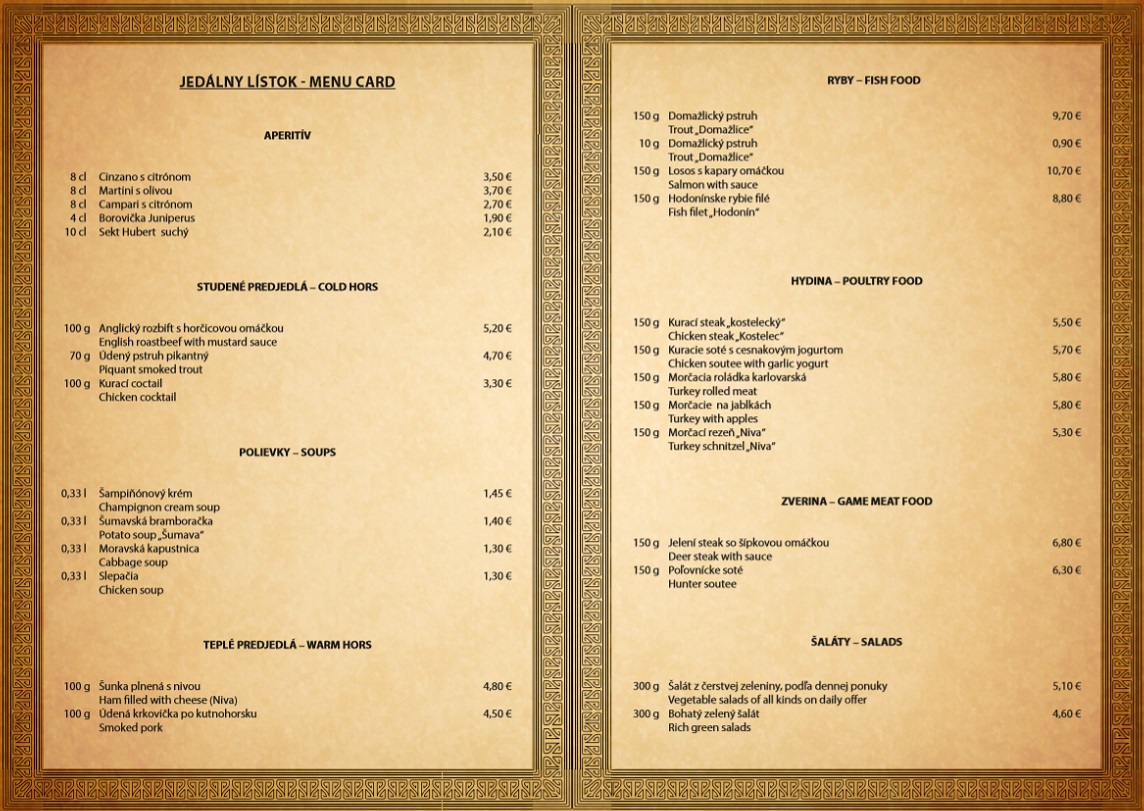 JEDÁLNY LÍSTOK - MENU CARD
APERITÍV
8 cl Cinzano s citrónom 3,50 €
8 cl Martini s olivou 3,70 €
8 cl Campari s citrónom 2,70 €
4 cl Borovička Juniperus 1,90 €
10 cl Sekt Hubert suchý 2,10 €
STUDENÉ PREDJEDLÁ – COLD HORS
100 g Anglický rozbift s horčicovou omáčkou 5,20 €
English roastbeef with mustard sauce
70 g Údený pstruh pikantný 4,70 €
Piquant smoked trout
100 g Kurací coctail 3,30 €
Chicken cocktail
POLIEVKY – SOUPS
0,33 l Šampiňónový krém 1,45 €
Champignon cream soup
0,33 l Šumavská bramboračka 1,40 €
Potato soup „Šumava“
0,33 l Moravská kapustnica 1,30 €
Cabbage soup
0,33 l Slepačia 1,30 €
Chicken soup
TEPLÉ PREDJEDLÁ – WARM HORS
100 g Šunka plnená s nivou 4,80 €
Ham filled with cheese (Niva)
100 g Údená krkovička po kutnohorsku 4,50 €
Smoked pork
RYBY – FISH FOOD
150 g Domažlický pstruh 9,70 €
Trout „Domažlice“
10 g Domažlický pstruh 0,90 €
Trout „Domažlice“
150 g Losos s kapary omáčkou 10,70 €
Salmon with sauce
150 g Hodonínske rybie filé 8,80 €
Fish filet „Hodonín“
HYDINA – POULTRY FOOD
150 g Kurací steak „kostelecký“ 5,50 €
Chicken steak „Kostelec“
150 g Kuracie soté s cesnakovým jogurtom 5,70 €
Chicken soutee with garlic yogurt
150 g Morčacia roládka karlovarská 5,80 €
Turkey rolled meat
150 g Morčacie na jablkách 5,80 €
Turkey with apples
150 g Morčací rezeň „Niva“ 5,30 €
Turkey schnitzel „Niva“
ZVERINA – GAME MEAT FOOD
150 g Jelení steak so šípkovou omáčkou 6,80 €
Deer steak with sauce
150 g Poľovnícke soté 6,30 €
Hunter soutee
ŠALÁTY – SALADS
300 g Šalát z čerstvej zeleniny, podľa dennej ponuky 5,10 €
Vegetable salads of all kinds on daily offer
300 g Bohatý zelený šalát 4,60 €
Rich green salads